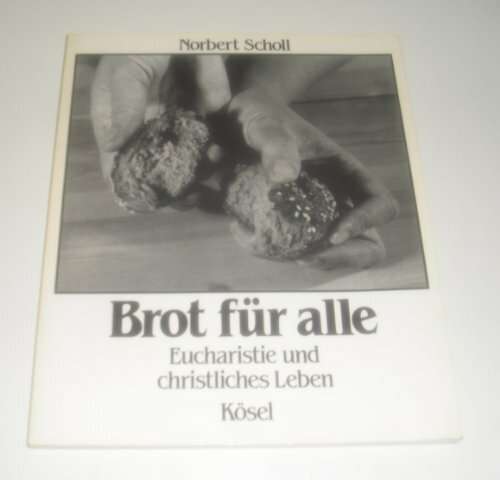 Norbert Scholl
Brot für alle
Eucharistie und
christliches Leben
Kösel